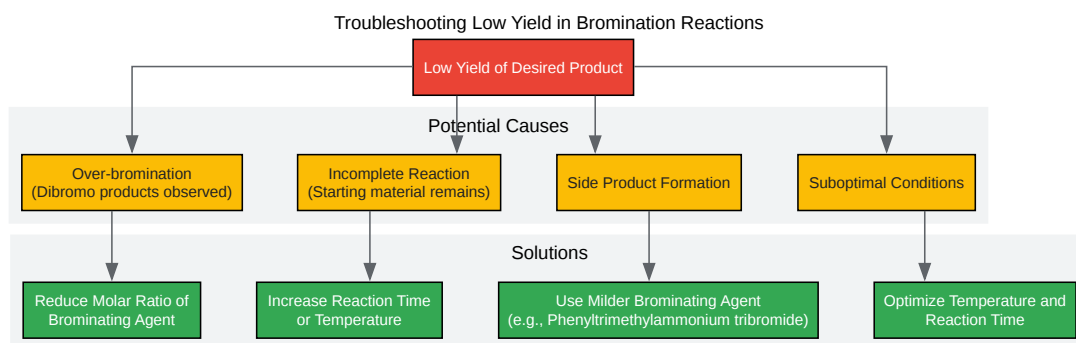 Troubleshooting Low Yield in Bromination Reactions
Low Yield of Desired Product
Potential Causes
Over-bromination
(Dibromo products observed)
Incomplete Reaction
(Starting material remains)
Side Product Formation
Suboptimal Conditions
Solutions
Reduce Molar Ratio of
Brominating Agent
Increase Reaction Time
or Temperature
Use Milder Brominating Agent
(e.g., Phenyltrimethylammonium tribromide)
Optimize Temperature and
Reaction Time